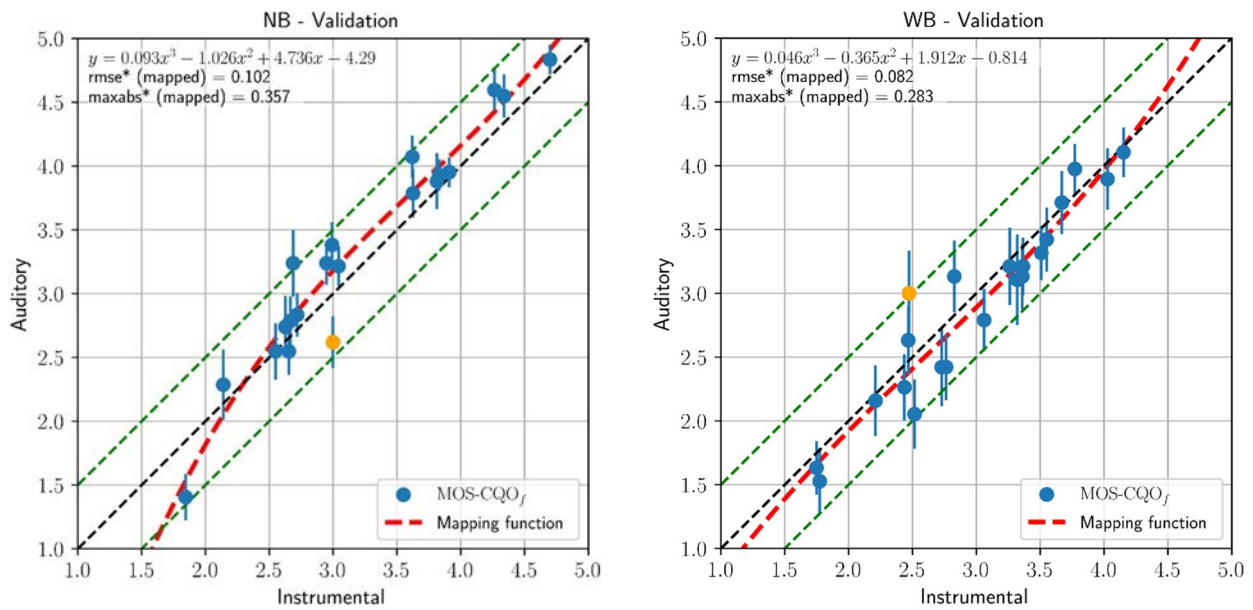 NB - Validation
y = 0.093x³ − 1.026x² + 4.736x − 4.29
rmse* (mapped) = 0.102
maxabs* (mapped) = 0.357
5.0
4.5
4.0
3.5
3.0
2.5
2.0
1.5
1.0
Auditory
MOS-CQO_f
Mapping function
1.0 1.5 2.0 2.5 3.0 3.5 4.0 4.5 5.0
Instrumental
WB - Validation
y = 0.046x³ − 0.365x² + 1.912x − 0.814
rmse* (mapped) = 0.082
maxabs* (mapped) = 0.283
5.0
4.5
4.0
3.5
3.0
2.5
2.0
1.5
1.0
Auditory
MOS-CQO_f
Mapping function
1.0 1.5 2.0 2.5 3.0 3.5 4.0 4.5 5.0
Instrumental